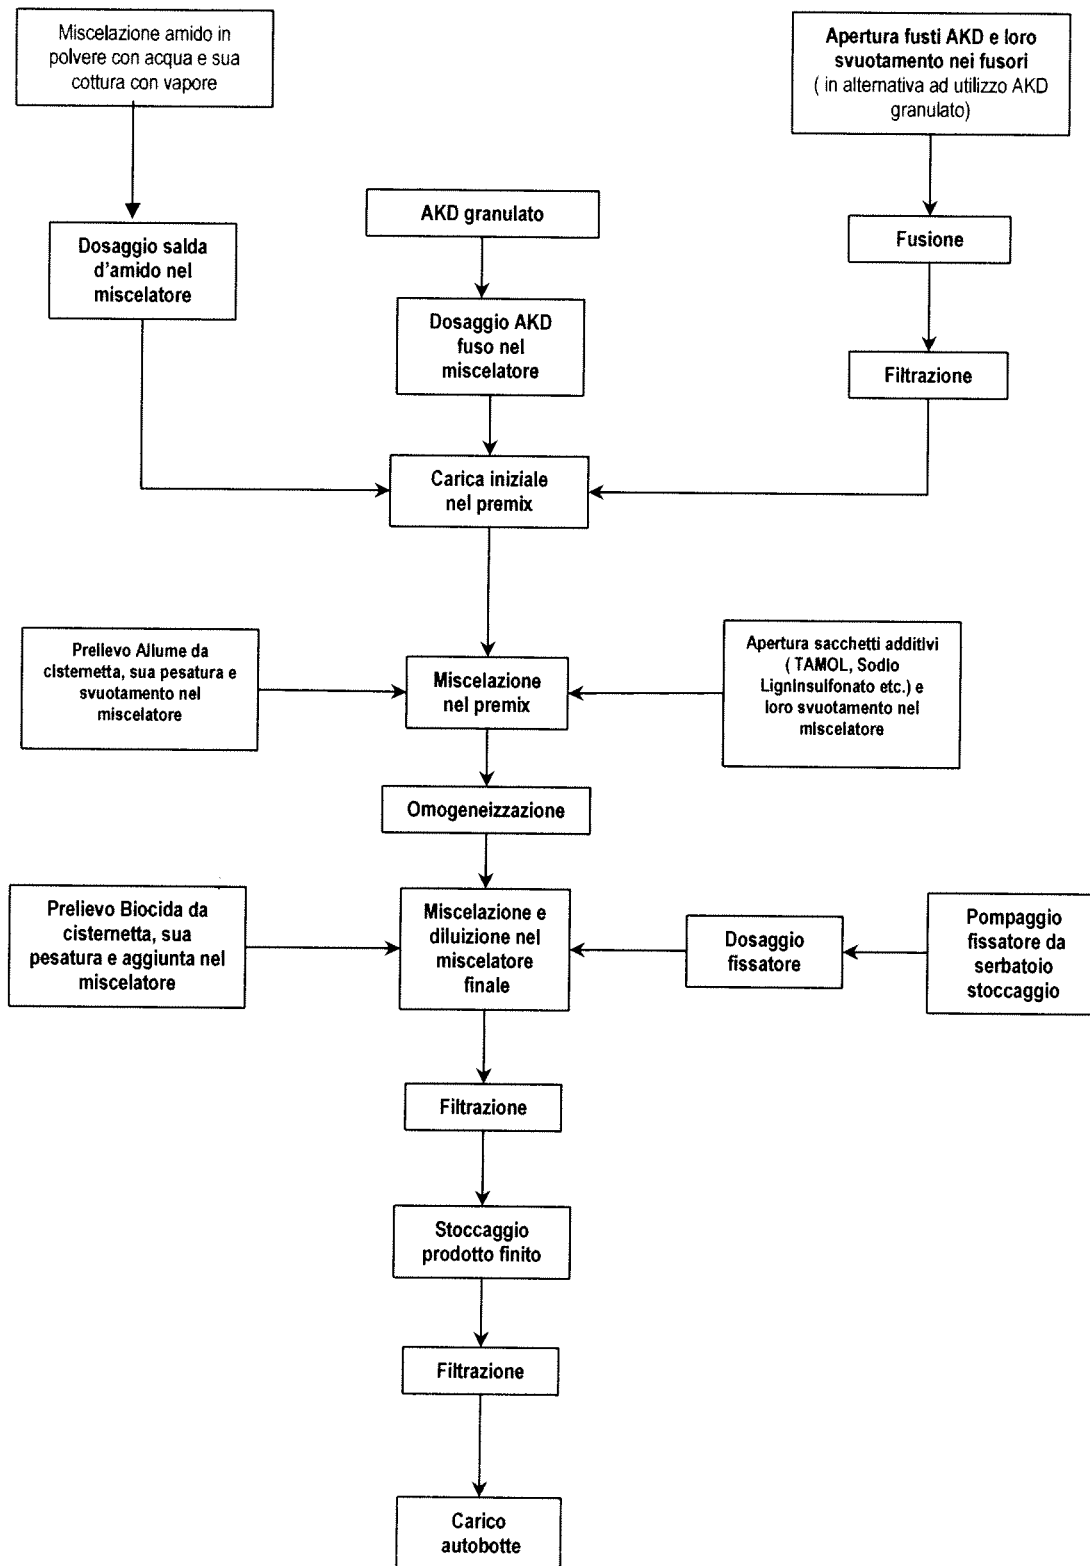 Miscelazione amido in
polvere con acqua e sua
cottura con vapore
Apertura fusti AKD e loro
svuotamento nei fusori
( in alternativa ad utilizzo AKD
granulato)
AKD granulato
Dosaggio salda
d'amido nel
miscelatore
Fusione
Dosaggio AKD
fuso nel
miscelatore
Filtrazione
Carica iniziale
nel premix
Prelievo Allume da
cisternetta, sua pesatura e
svuotamento nel
miscelatore
Miscelazione
nel premix
Apertura sacchetti additivi
( TAMOL, Sodio
Ligninsulfonato etc.) e
loro svuotamento nel
miscelatore
Omogeneizzazione
Prelievo Biocida da
cisternetta, sua
pesatura e aggiunta nel
miscelatore
Miscelazione e
diluizione nel
miscelatore
finale
Dosaggio
fissatore
Pompaggio
fissatore da
serbatoio
stoccaggio
Filtrazione
Stoccaggio
prodotto finito
Filtrazione
Carico
autobotte